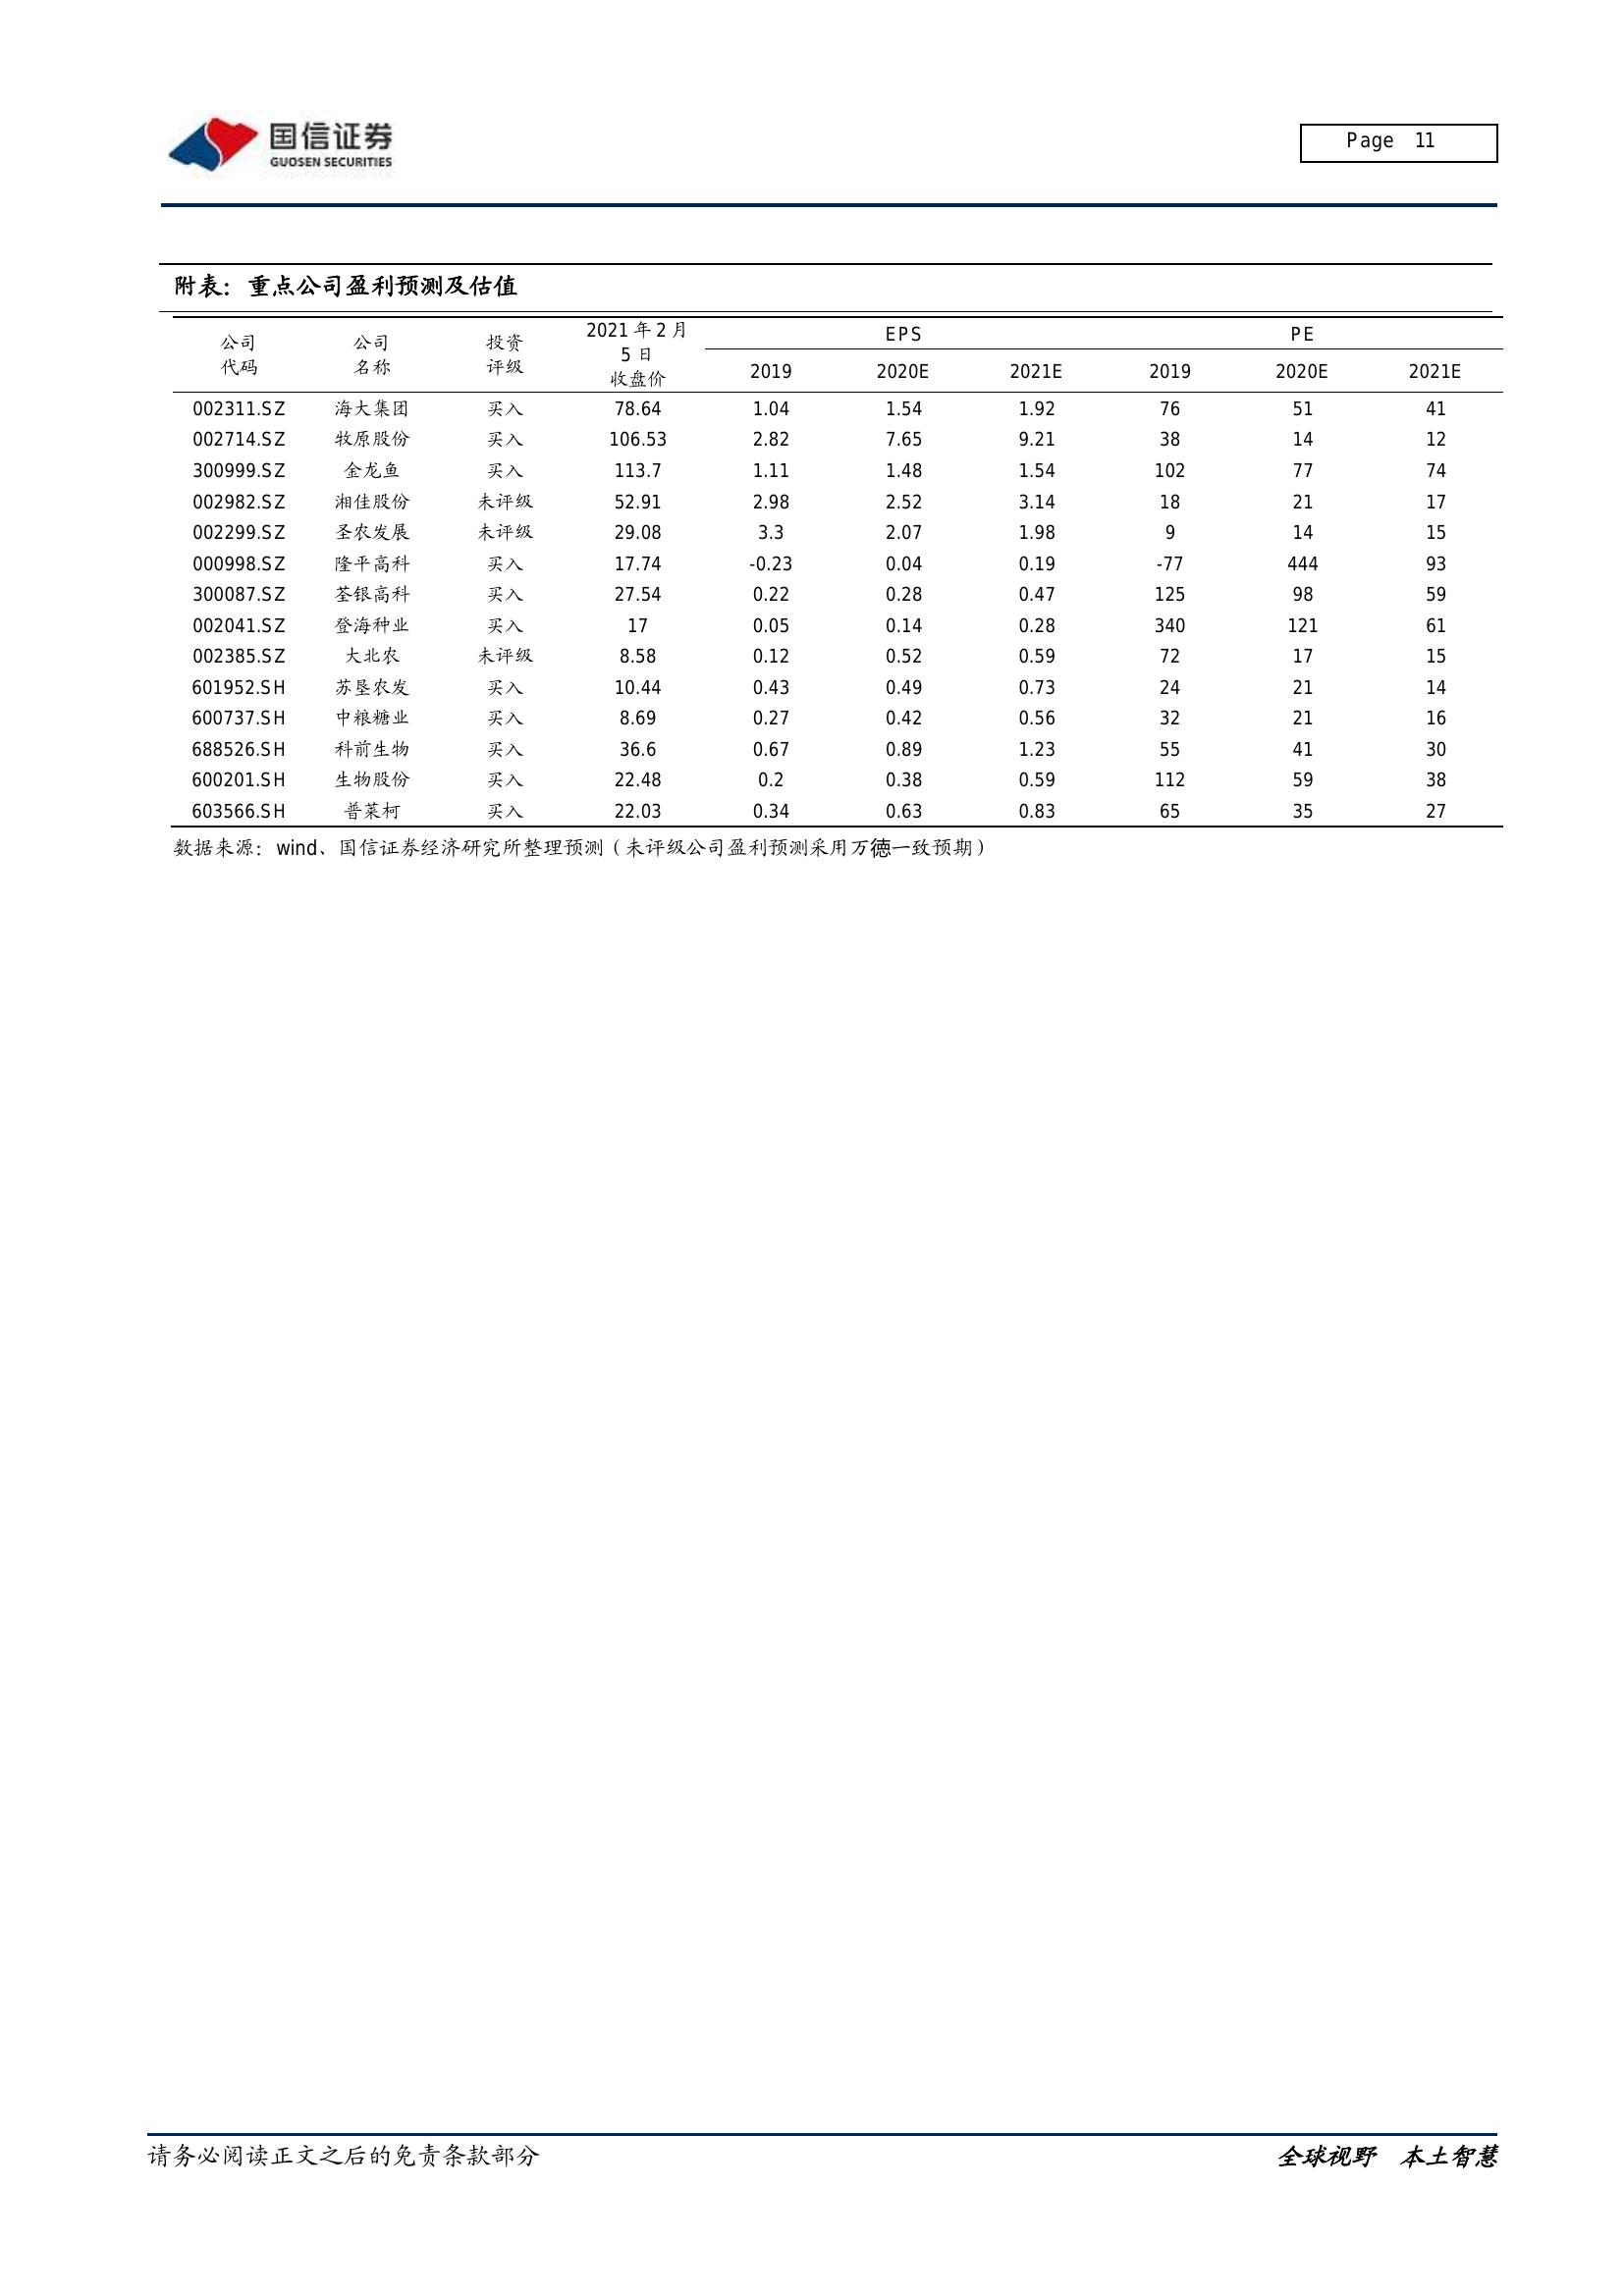 国信证券
GUOSEN SECURITIES
Page 11
附表：重点公司盈利预测及估值
公司代码 公司名称 投资评级 2021 年 2 月 5 日收盘价 EPS PE
2019 2020E 2021E 2019 2020E 2021E
002311.SZ 海大集团 买入 78.64 1.04 1.54 1.92 76 51 41
002714.SZ 牧原股份 买入 106.53 2.82 7.65 9.21 38 14 12
300999.SZ 金龙鱼 买入 113.7 1.11 1.48 1.54 102 77 74
002982.SZ 湘佳股份 未评级 52.91 2.98 2.52 3.14 18 21 17
002299.SZ 圣农发展 未评级 29.08 3.3 2.07 1.98 9 14 15
000998.SZ 隆平高科 买入 17.74 -0.23 0.04 0.19 -77 444 93
300087.SZ 荃银高科 买入 27.54 0.22 0.28 0.47 125 98 59
002041.SZ 登海种业 买入 17 0.05 0.14 0.28 340 121 61
002385.SZ 大北农 未评级 8.58 0.12 0.52 0.59 72 17 15
601952.SH 苏垦农发 买入 10.44 0.43 0.49 0.73 24 21 14
600737.SH 中粮糖业 买入 8.69 0.27 0.42 0.56 32 21 16
688526.SH 科前生物 买入 36.6 0.67 0.89 1.23 55 41 30
600201.SH 生物股份 买入 22.48 0.2 0.38 0.59 112 59 38
603566.SH 普莱柯 买入 22.03 0.34 0.63 0.83 65 35 27
数据来源：wind、国信证券经济研究所整理预测（未评级公司盈利预测采用万德一致预期）
请务必阅读正文之后的免责条款部分
全球视野 本土智慧